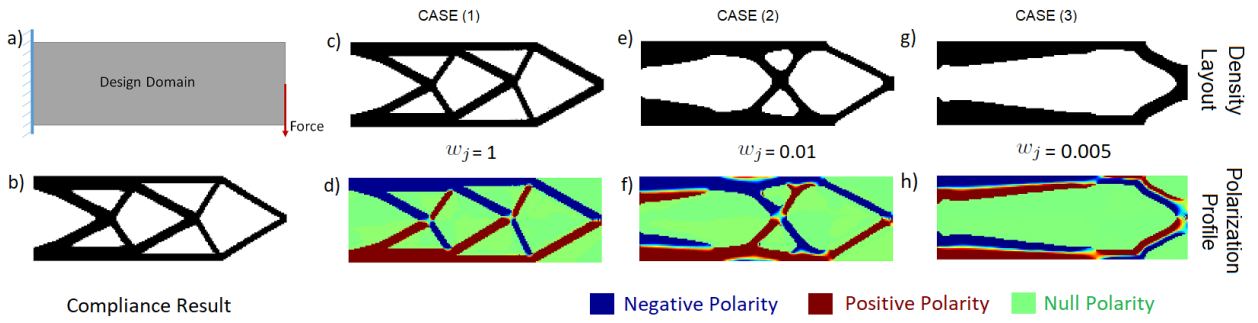 CASE (1)
CASE (2)
CASE (3)
a)
c)
e)
g)
Design Domain
Force
Density
Layout
w_j = 1
w_j = 0.01
w_j = 0.005
b)
d)
f)
h)
Polarization
Profile
Compliance Result
Negative Polarity
Positive Polarity
Null Polarity